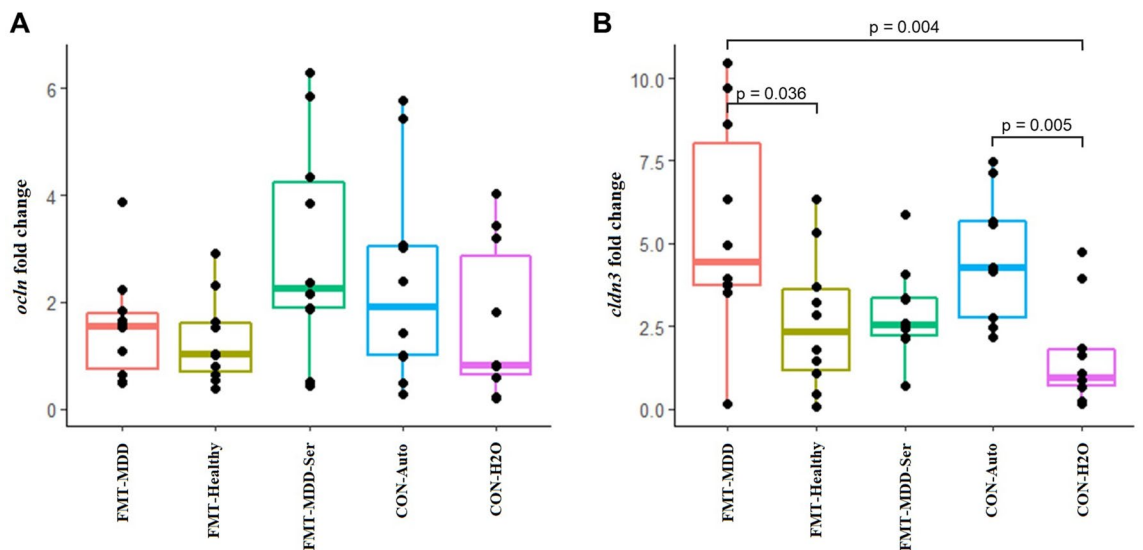 A
ocln fold change
6
4
2
0
FMT-MDD
FMT-Healthy
FMT-MDD-Ser
CON-Auto
CON-H2O
B
cldn3 fold change
10.0
7.5
5.0
2.5
0.0
p = 0.004
p = 0.036
p = 0.005
FMT-MDD
FMT-Healthy
FMT-MDD-Ser
CON-Auto
CON-H2O